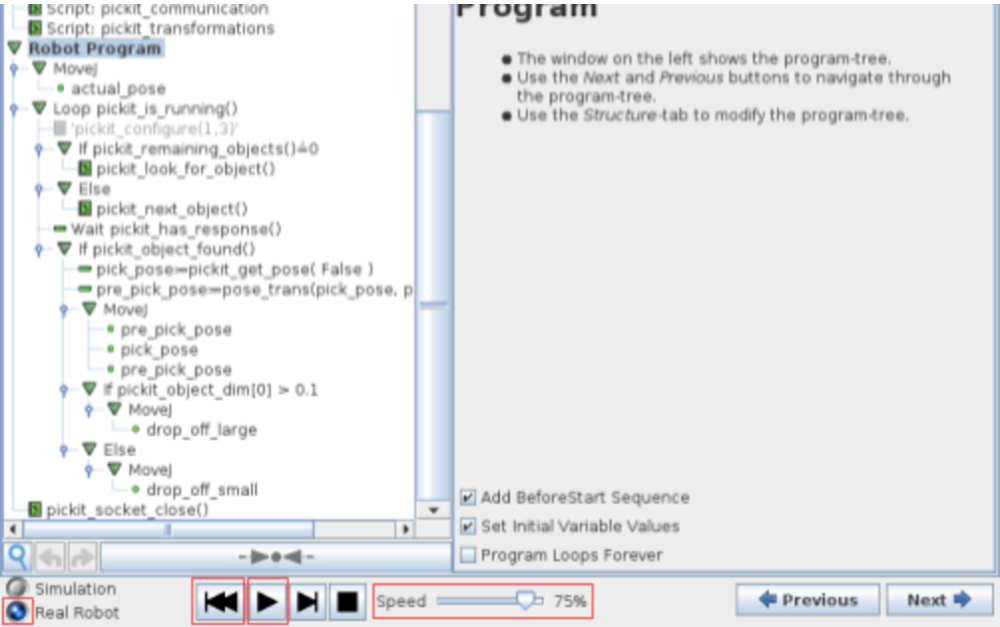 Script: pickit_communication
Script: pickit_transformations
Robot Program
MoveJ
actual_pose
Loop pickit_is_running()
'pickit_configure(1,3)'
If pickit_remaining_objects()≟0
pickit_look_for_object()
Else
pickit_next_object()
Wait pickit_has_response()
If pickit_object_found()
pick_pose≔pickit_get_pose( False )
pre_pick_pose≔pose_trans(pick_pose, p
MoveJ
pre_pick_pose
pick_pose
pre_pick_pose
If pickit_object_dim[0] > 0.1
MoveJ
drop_off_large
Else
MoveJ
drop_off_small
pickit_socket_close()
Program
The window on the left shows the program-tree.
Use the Next and Previous buttons to navigate through
the program-tree.
Use the Structure-tab to modify the program-tree.
Add BeforeStart Sequence
Set Initial Variable Values
Program Loops Forever
Simulation
Real Robot
Speed 75%
Previous
Next